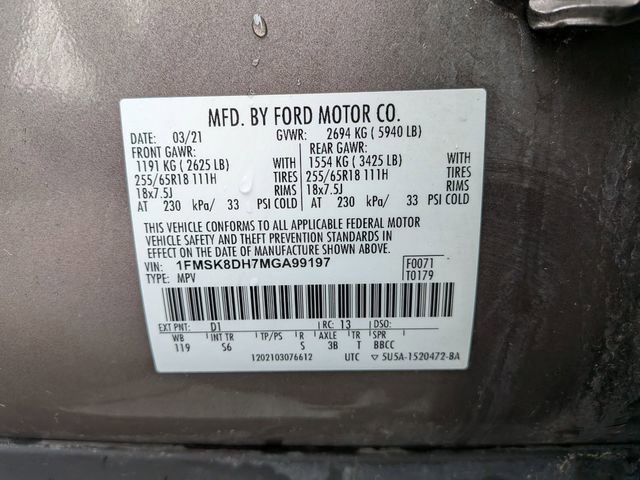 MFD. BY FORD MOTOR CO.
DATE: 03/21 GVWR: 2694 KG ( 5940 LB)
FRONT GAWR: REAR GAWR:
1191 KG ( 2625 LB) WITH 1554 KG ( 3425 LB) WITH
255/65R18 111H TIRES 255/65R18 111H TIRES
18x7.5J RIMS 18x7.5J RIMS
AT 230 kPa/ 33 PSI COLD AT 230 kPa/ 33 PSI COLD
THIS VEHICLE CONFORMS TO ALL APPLICABLE FEDERAL MOTOR
VEHICLE SAFETY AND THEFT PREVENTION STANDARDS IN
EFFECT ON THE DATE OF MANUFACTURE SHOWN ABOVE.
VIN: 1FMSK8DH7MGA99197 F0071
TYPE: MPV T0179
EXT PNT: D1 RC: 13 DSO:
WB INT TR TP/PS R AXLE TR SPR
119 S6 S 3B T BBCC
1202103076612 UTC ▽ 5U5A-1520472-BA